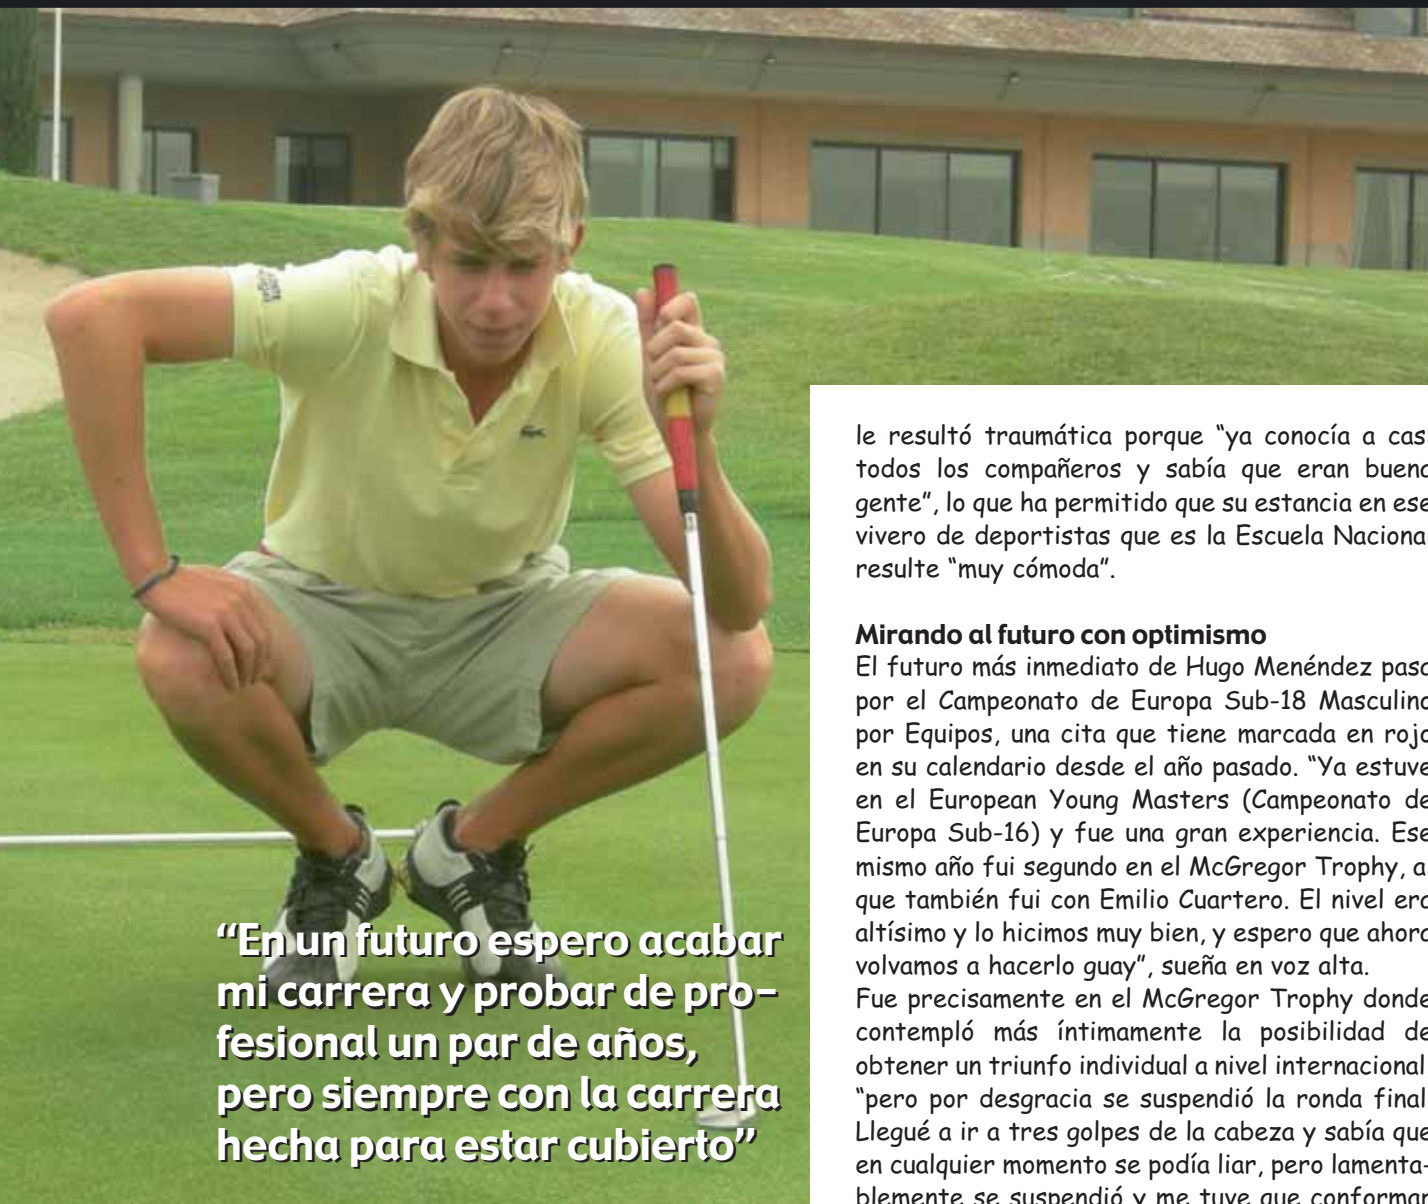 “En un futuro espero acabar
mi carrera y probar de pro-
fesional un par de años,
pero siempre con la carrera
hecha para estar cubierto”
le resultó traumática porque “ya conocía a cas
todos los compañeros y sabía que eran buena
gente”, lo que ha permitido que su estancia en ese
vivero de deportistas que es la Escuela Naciona
resulte “muy cómoda”.
Mirando al futuro con optimismo
El futuro más inmediato de Hugo Menéndez pasa
por el Campeonato de Europa Sub-18 Masculino
por Equipos, una cita que tiene marcada en rojo
en su calendario desde el año pasado. “Ya estuve
en el European Young Masters (Campeonato de
Europa Sub-16) y fue una gran experiencia. Ese
mismo año fui segundo en el McGregor Trophy, a
que también fui con Emilio Cuartero. El nivel era
altísimo y lo hicimos muy bien, y espero que ahora
volvamos a hacerlo guay”, sueña en voz alta.
Fue precisamente en el McGregor Trophy donde
contempló más íntimamente la posibilidad de
obtener un triunfo individual a nivel internacional
“pero por desgracia se suspendió la ronda final
Llegué a ir a tres golpes de la cabeza y sabía que
en cualquier momento se podía liar, pero lamenta-
blemente se suspendió y me tuve que conformar